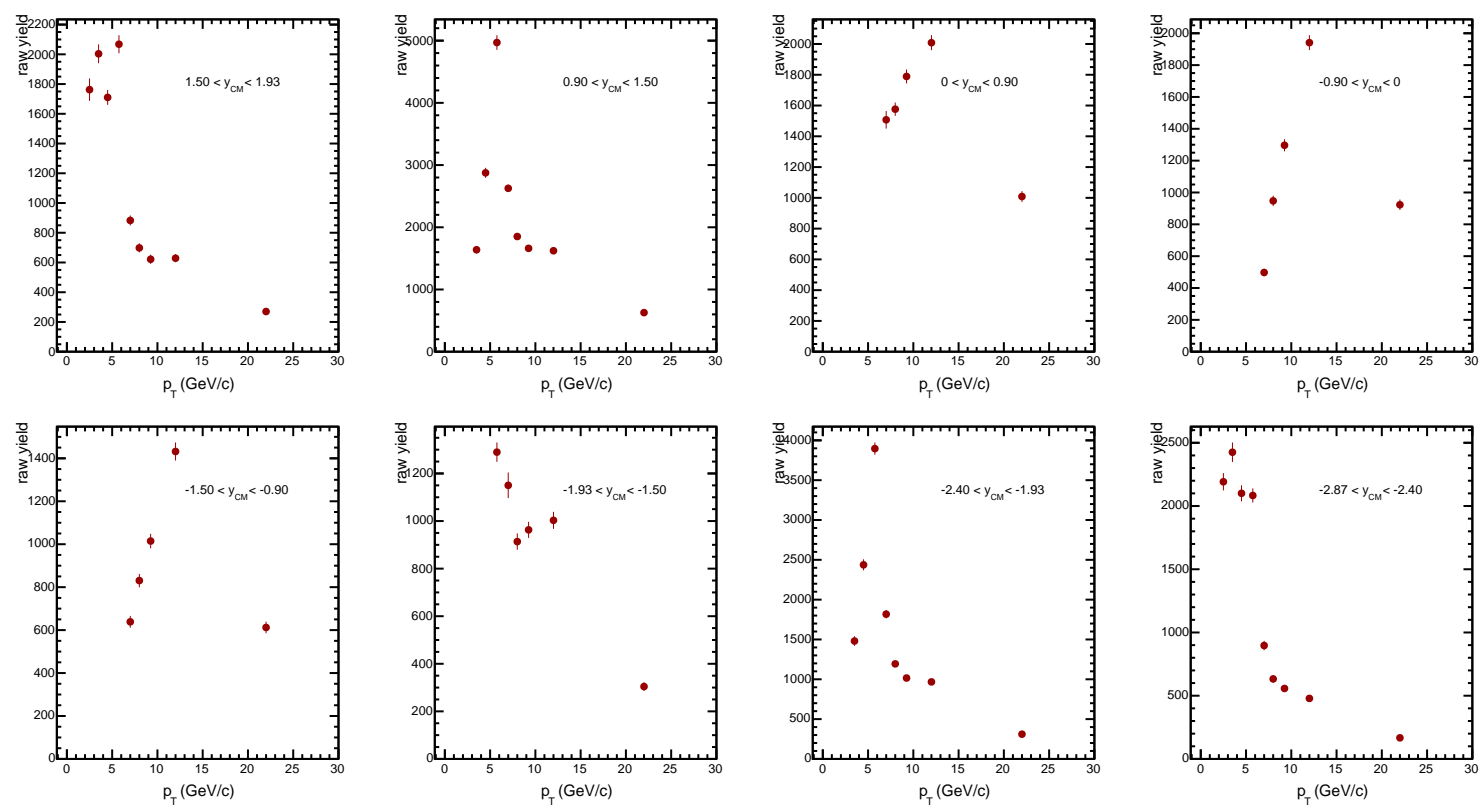 raw yield
2200
2000
1800
1600
1400
1200
1000
800
600
400
200
0
1.50 < y_CM < 1.93
0 5 10 15 20 25 30
p_T (GeV/c)
raw yield
5000
4000
3000
2000
1000
0
0.90 < y_CM < 1.50
0 5 10 15 20 25 30
p_T (GeV/c)
raw yield
2000
1800
1600
1400
1200
1000
800
600
400
200
0
0 < y_CM < 0.90
0 5 10 15 20 25 30
p_T (GeV/c)
raw yield
2000
1800
1600
1400
1200
1000
800
600
400
200
0
-0.90 < y_CM < 0
0 5 10 15 20 25 30
p_T (GeV/c)
raw yield
1400
1200
1000
800
600
400
200
0
-1.50 < y_CM < -0.90
0 5 10 15 20 25 30
p_T (GeV/c)
raw yield
1200
1000
800
600
400
200
0
-1.93 < y_CM < -1.50
0 5 10 15 20 25 30
p_T (GeV/c)
raw yield
4000
3500
3000
2500
2000
1500
1000
500
0
-2.40 < y_CM < -1.93
0 5 10 15 20 25 30
p_T (GeV/c)
raw yield
2500
2000
1500
1000
500
0
-2.87 < y_CM < -2.40
0 5 10 15 20 25 30
p_T (GeV/c)